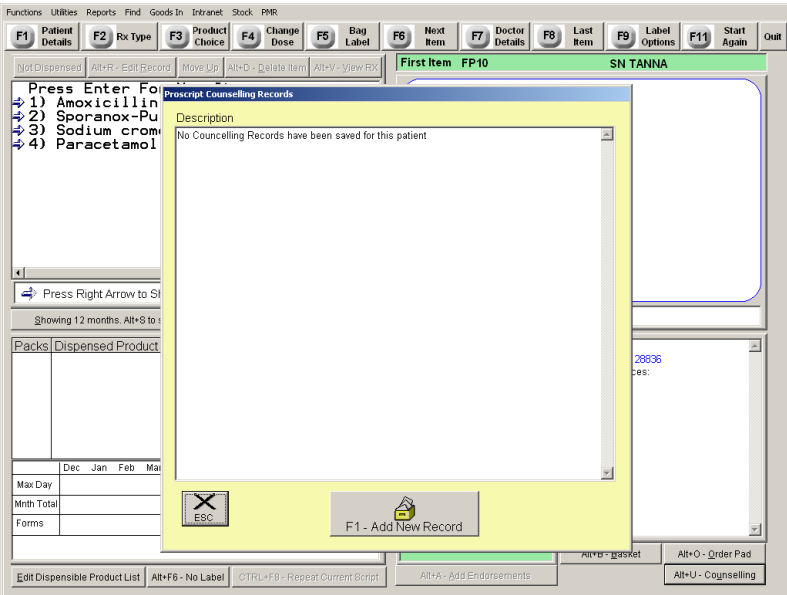 Functions Utilities Reports Find Goods In Intranet Stock PMR
F1 Patient Details F2 Rx Type F3 Product Choice F4 Change Dose F5 Bag Label F6 Next Item F7 Doctor Details F8 Last Item F9 Label Options F11 Start Again Quit
Not Dispensed Alt+R - Edit Record Move Up Alt+D - Delete Item Alt+V - View RX
First Item FP10 SN TANNA
Press Enter For
1) Amoxicillin
2) Sporanox-Pu
3) Sodium crom
4) Paracetamol
Proscript Counselling Records
Description
No Councelling Records have been saved for this patient
Press Right Arrow to Sh
Showing 12 months. Alt+S to s
Packs Dispensed Product
28836
ces:
Dec Jan Feb Mar
Max Day
Mnth Total
Forms
ESC
F1 - Add New Record
Alt+B - Basket Alt+O - Order Pad
Edit Dispensible Product List Alt+F6 - No Label CTRL+F8 - Repeat Current Script Alt+A - Add Endorsements Alt+U - Counselling